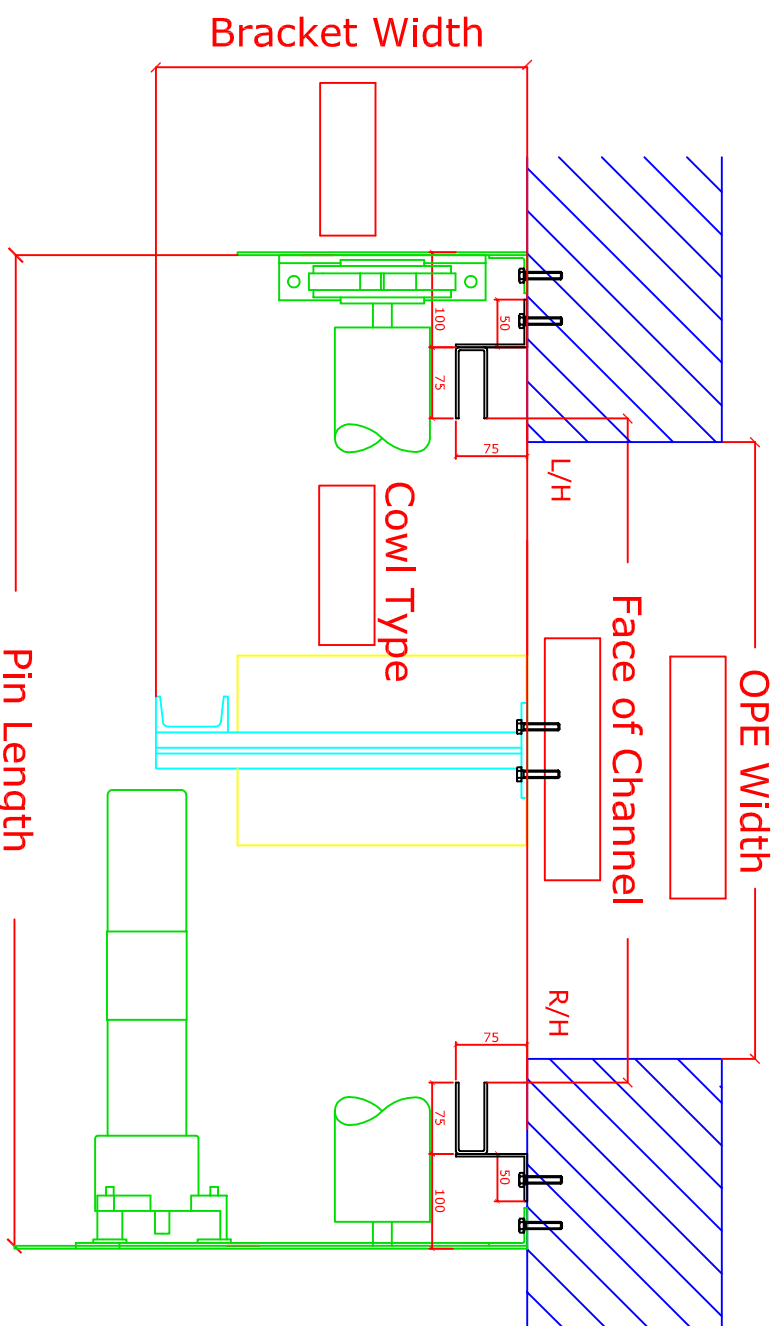 Bracket Width
100
50
75
75
L/H
Cowl Type
Face of Channel
OPE Width
Pin Length
R/H
75
75
50
100